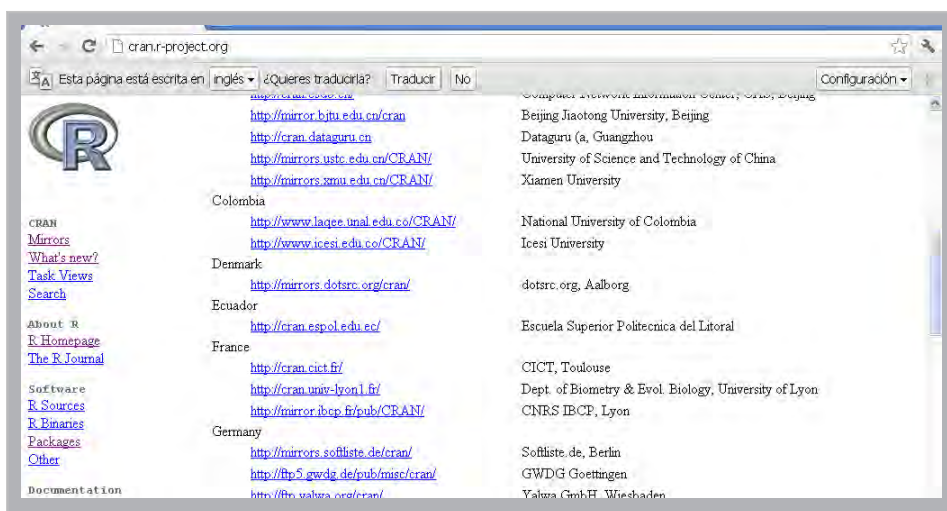 cran.r-project.org
Esta página está escrita en inglés ¿Quieres traducirla? Traducir No Configuración
R
http://mirror.bjtu.edu.cn/cran Beijing Jiaotong University, Beijing
http://cran.dataguru.cn Dataguru (a, Guangzhou
http://mirrors.ustc.edu.cn/CRAN/ University of Science and Technology of China
http://mirrors.xmu.edu.cn/CRAN/ Xiamen University
Colombia
http://www.laqee.unal.edu.co/CRAN/ National University of Colombia
http://www.icesi.edu.co/CRAN/ Icesi University
Denmark
http://mirrors.dotsrc.org/cran/ dotsrc.org, Aalborg
Ecuador
http://cran.espol.edu.ec/ Escuela Superior Politecnica del Litoral
France
http://cran.cict.fr/ CICT, Toulouse
http://cran.univ-lyon1.fr/ Dept. of Biometry & Evol. Biology, University of Lyon
http://mirror.ibcp.fr/pub/CRAN/ CNRS IBCP, Lyon
Germany
http://mirrors.softliste.de/cran/ Softliste.de, Berlin
http://ftp5.gwdg.de/pub/misc/cran/ GWDG Goettingen
http://ftp.yalwa.org/cran/ Yalwa GmbH, Wiesbaden
CRAN
Mirrors
What's new?
Task Views
Search
About R
R Homepage
The R Journal
Software
R Sources
R Binaries
Packages
Other
Documentation